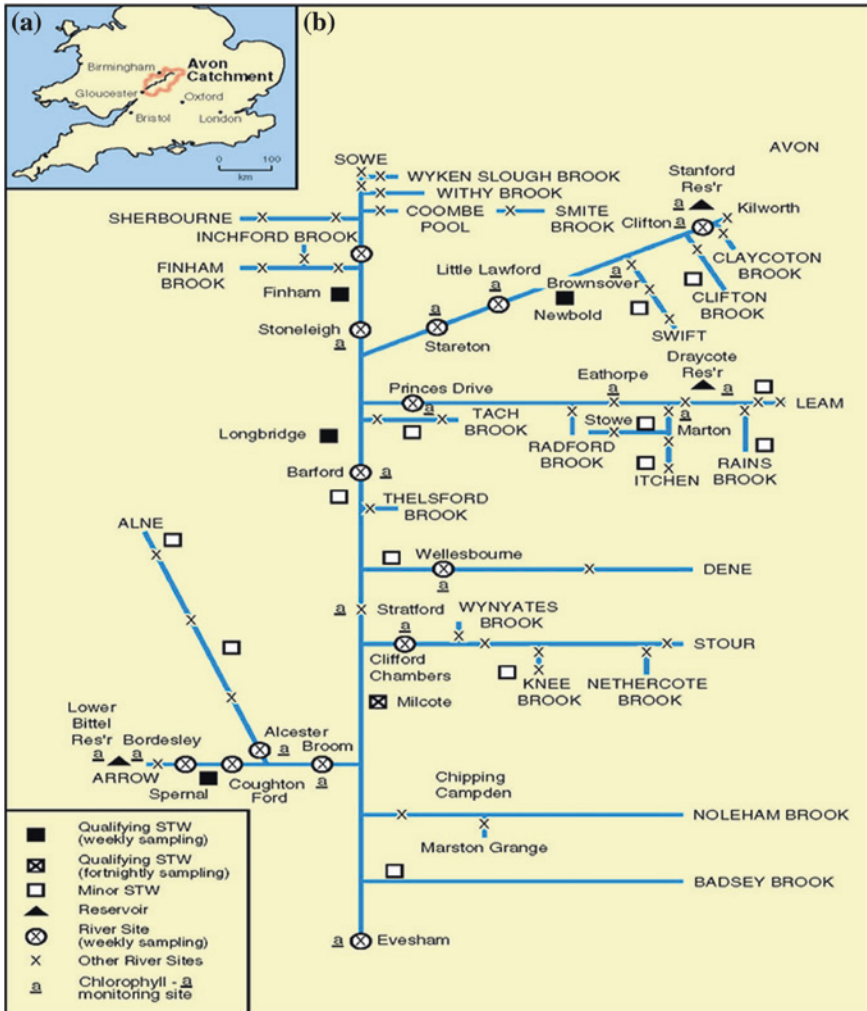 (a)
Birmingham
Avon
Catchment
Gloucester
Oxford
Bristol
London
0 100
km
(b)
AVON
SOWE
WYKEN SLOUGH BROOK
WITHY BROOK
SHERBOURNE
COOMBE
POOL
SMITE
BROOK
INCHFORD BROOK
FINHAM
BROOK
Finham
Stanford
Res'r
a
Clifton
a
Kilworth
CLAYCOTON
BROOK
CLIFTON
BROOK
Little Lawford
a
Brownsover
a
Newbold
SWIFT
Stoneleigh
a
a
Stareton
Draycote
Res'r
a
Eathorpe
a
Princes Drive
a
LEAM
TACH
BROOK
Stowe
a
Marton
RADFORD
BROOK
ITCHEN
RAINS
BROOK
Longbridge
Barford
a
THELSFORD
BROOK
ALNE
Wellesbourne
a
DENE
a
Stratford
WYNYATES
BROOK
a
Clifford
Chambers
STOUR
KNEE
BROOK
NETHERCOTE
BROOK
Milcote
Lower
Bittel
Res'r
a
Bordesley
a
ARROW
Spernal
Coughton
Ford
Alcester
a
Broom
a
Chipping
Campden
NOLEHAM BROOK
Marston Grange
BADSEY BROOK
a
Evesham
Qualifying STW
(weekly sampling)
Qualifying STW
(fortnightly sampling)
Minor STW
Reservoir
River Site
(weekly sampling)
Other River Sites
a
Chlorophyll - a
monitoring site